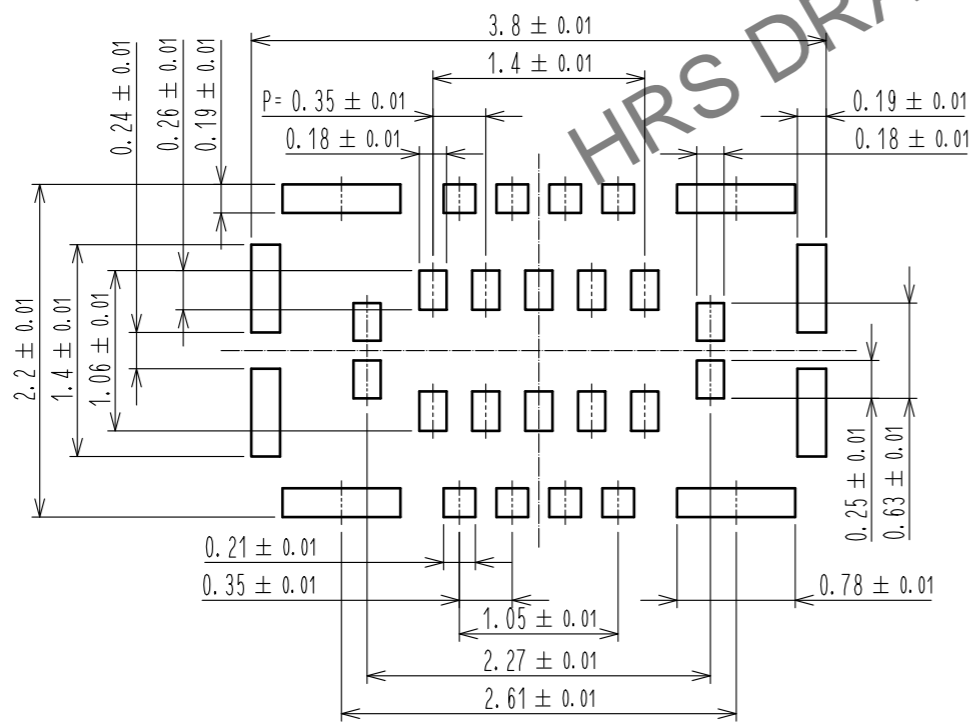 3.8 ± 0.01
1.4 ± 0.01
P= 0.35 ± 0.01
0.18 ± 0.01
0.24 ± 0.01
0.26 ± 0.01
0.19 ± 0.01
0.19 ± 0.01
0.18 ± 0.01
2.2 ± 0.01
1.4 ± 0.01
1.06 ± 0.01
0.25 ± 0.01
0.63 ± 0.01
0.21 ± 0.01
0.35 ± 0.01
0.78 ± 0.01
1.05 ± 0.01
2.27 ± 0.01
2.61 ± 0.01
HRS DRA